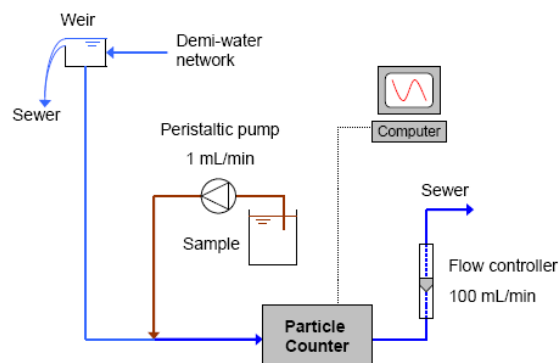 Weir
Demi-water
network
Sewer
Peristaltic pump
1 mL/min
Sample
Computer
Sewer
Flow controller
100 mL/min
Particle
Counter